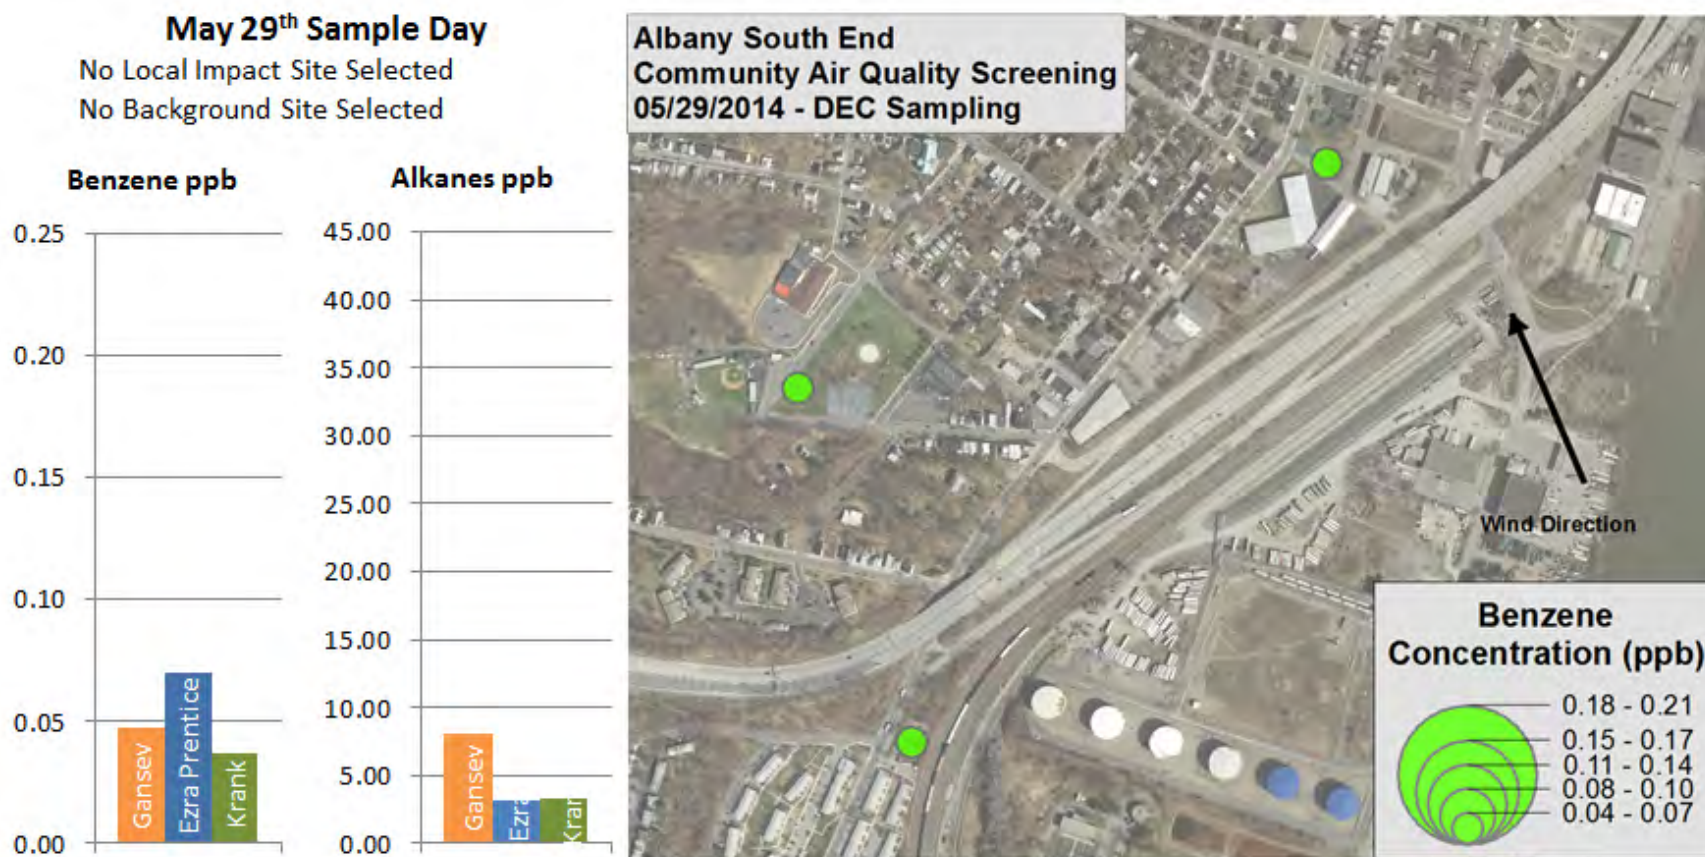 May 29th Sample Day
No Local Impact Site Selected
No Background Site Selected
Benzene ppb
0.25
0.20
0.15
0.10
0.05
0.00
Gansev
Ezra Prentice
Krank
Alkanes ppb
45.00
40.00
35.00
30.00
25.00
20.00
15.00
10.00
5.00
0.00
Gansev
Ezra
Kran
Albany South End
Community Air Quality Screening
05/29/2014 - DEC Sampling
Wind Direction
Benzene
Concentration (ppb)
0.18 - 0.21
0.15 - 0.17
0.11 - 0.14
0.08 - 0.10
0.04 - 0.07